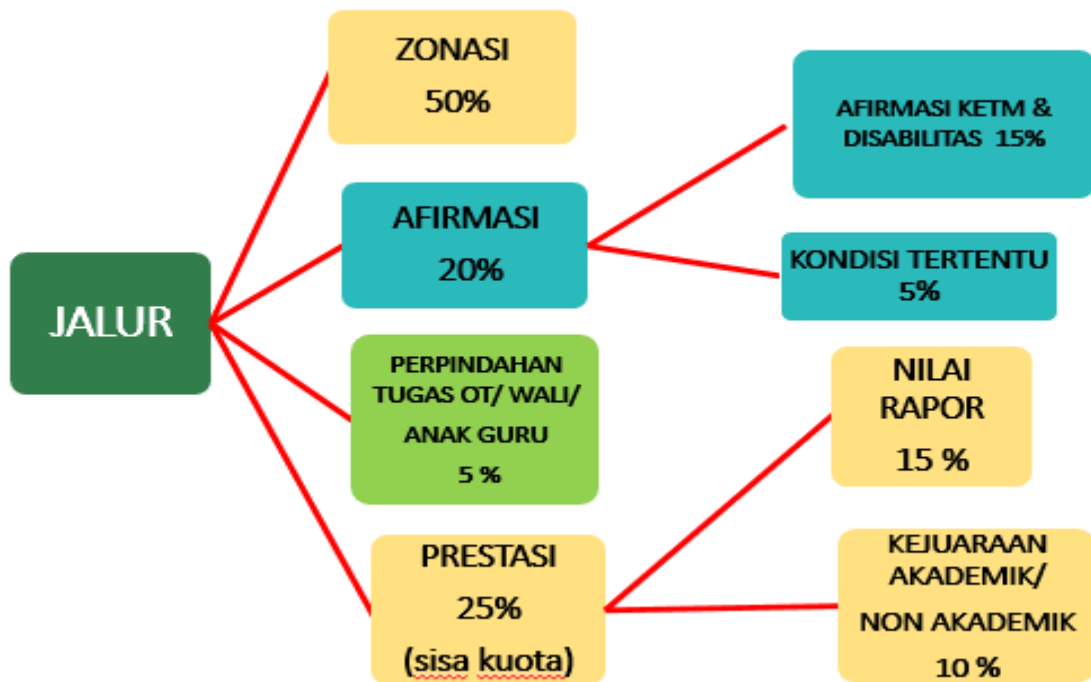 JALUR
ZONASI
50%
AFIRMASI
20%
AFIRMASI KETM &
DISABILITAS 15%
KONDISI TERTENTU
5%
PERPINDAHAN
TUGAS OT/ WALI/
ANAK GURU
5 %
PRESTASI
25%
(sisa kuota)
NILAI
RAPOR
15 %
KEJUARAAN
AKADEMIK/
NON AKADEMIK
10 %